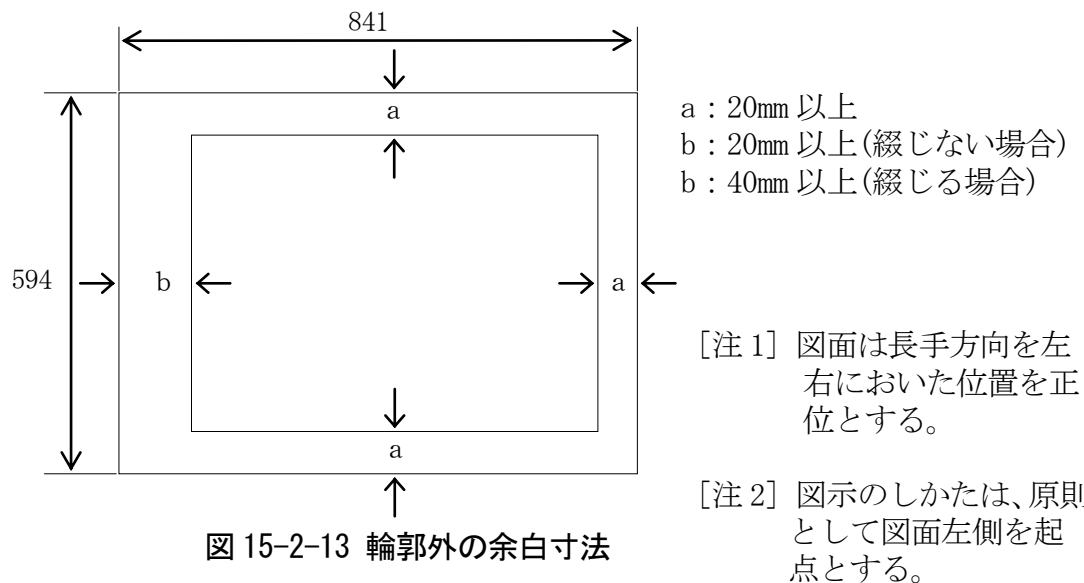 841
a
a：20㎜以上
b：20㎜以上(綴じない場合)
b：40㎜以上(綴じる場合)
594
b
a
［注1］図面は長手方向を左
右においた位置を正
位とする。
a
［注2］図示のしかたは、原則
として図面左側を起
点とする。
図 15-2-13 輪郭外の余白寸法